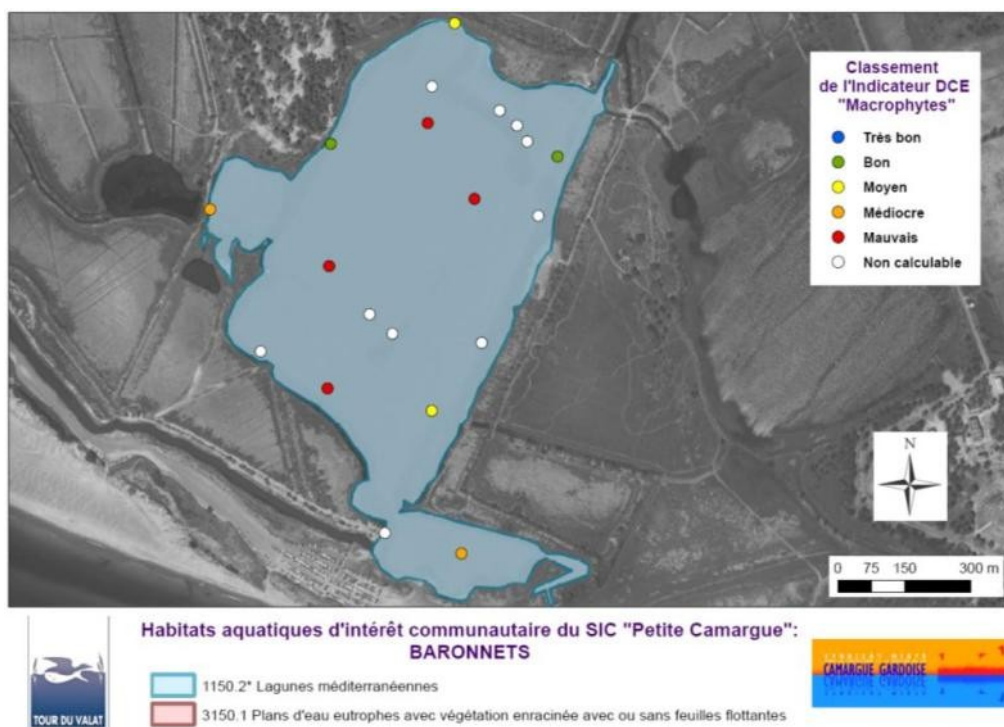 Classement
de l'Indicateur DCE
"Macrophytes"
Très bon
Bon
Moyen
Médiocre
Mauvais
Non calculable
N
0 75 150 300 m
Habitats aquatiques d'intérêt communautaire du SIC "Petite Camargue":
BARONNETS
1150.2* Lagunes méditerranéennes
3150.1 Plans d'eau eutrophes avec végétation enracinée avec ou sans feuilles flottantes
TOUR DU VALAT
SYNDICAT MIXTE
CAMARGUE GARDOISE